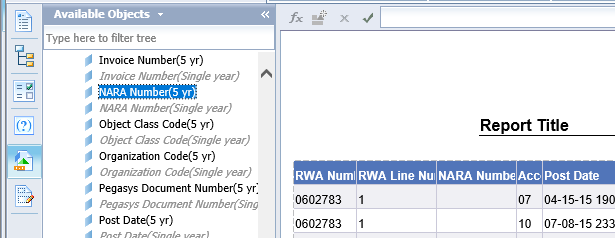 Available Objects
Type here to filter tree
Invoice Number(5 yr)
Invoice Number(Single year)
NARA Number(5 yr)
NARA Number(Single year)
Object Class Code(5 yr)
Object Class Code(Single year)
Organization Code(5 yr)
Organization Code(Single year)
Pegasys Document Number(5 yr)
Pegasys Document Number(Single year)
Post Date(5 yr)
Post Date(Single year)
fx
Report Title
RWA Num RWA Line Nu NARA Numbe Acc Post Date
0602783 1 07 04-15-15 190
0602783 1 10 07-08-15 233